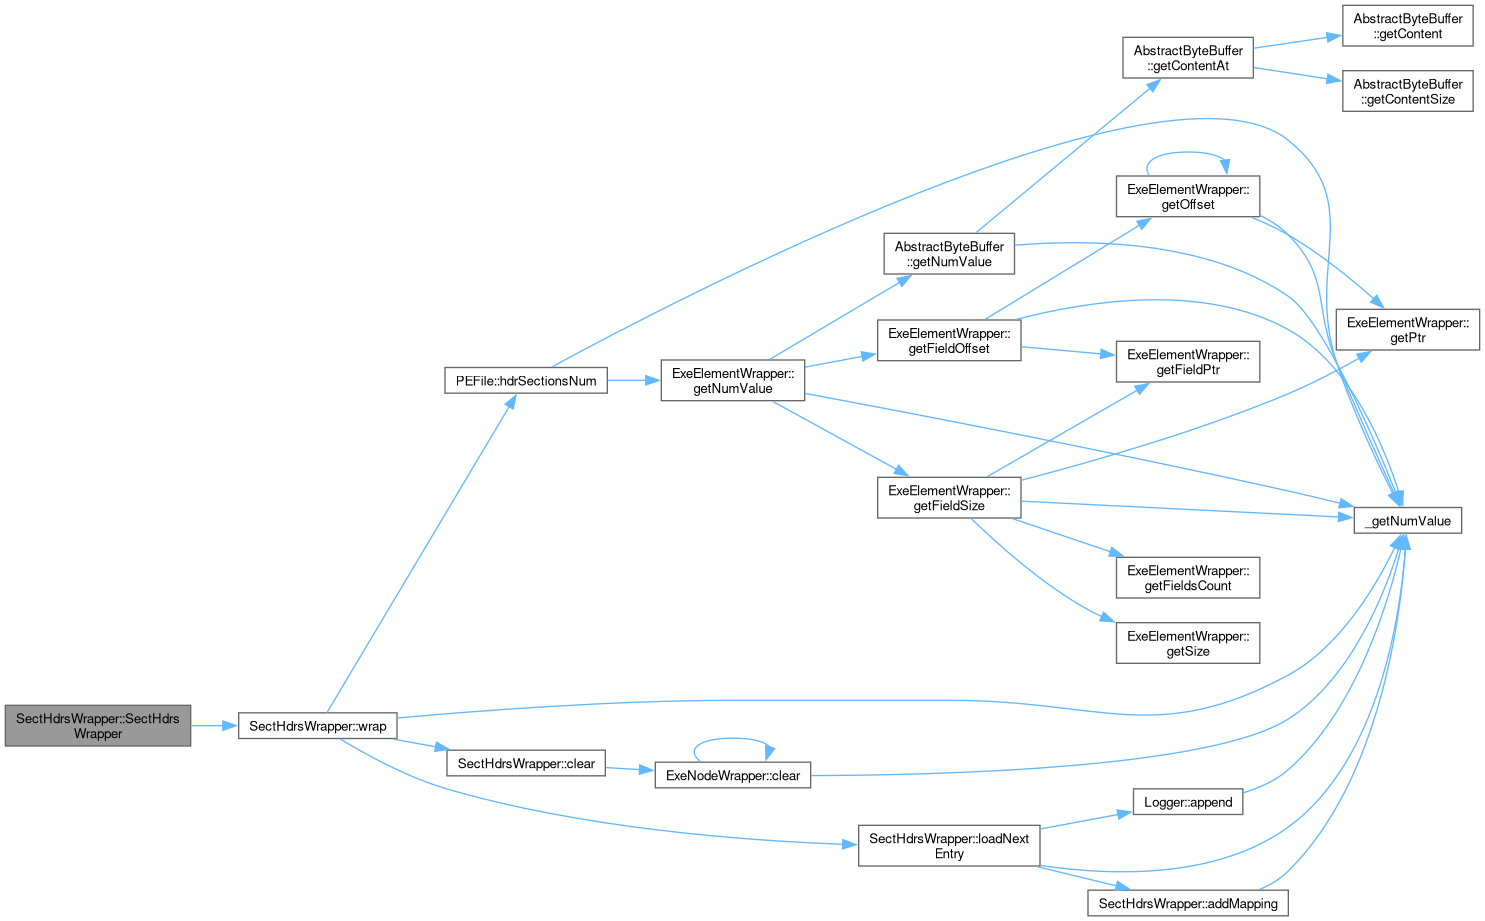 AbstractByteBuffer
::getContent
AbstractByteBuffer
::getContentAt
AbstractByteBuffer
::getContentSize
ExeElementWrapper::
getOffset
AbstractByteBuffer
::getNumValue
ExeElementWrapper::
getPtr
ExeElementWrapper::
getFieldOffset
ExeElementWrapper::
getFieldPtr
PEFile::hdrSectionsNum
ExeElementWrapper::
getNumValue
ExeElementWrapper::
getFieldSize
_getNumValue
ExeElementWrapper::
getFieldsCount
ExeElementWrapper::
getSize
SectHdrsWrapper::SectHdrs
Wrapper
SectHdrsWrapper::wrap
SectHdrsWrapper::clear
ExeNodeWrapper::clear
Logger::append
SectHdrsWrapper::loadNext
Entry
SectHdrsWrapper::addMapping